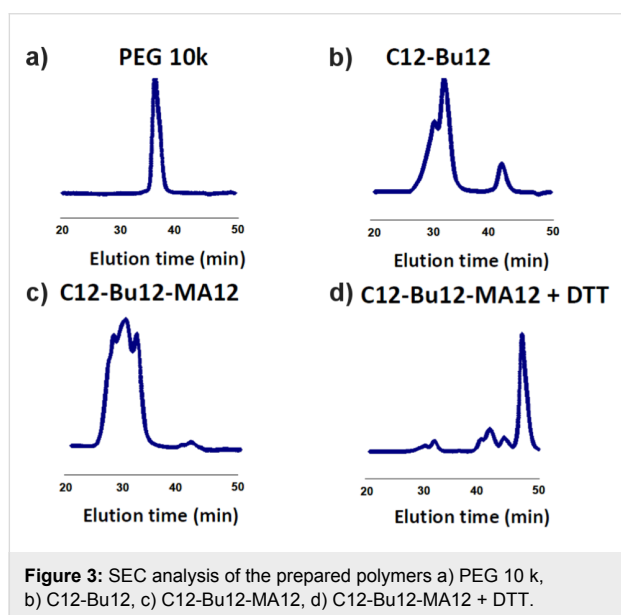 a) PEG 10k
b) C12-Bu12
20 30 40 50
Elution time (min)
20 30 40 50
Elution time (min)
c) C12-Bu12-MA12
d) C12-Bu12-MA12 + DTT
20 30 40 50
Elution time (min)
20 30 40 50
Elution time (min)
Figure 3: SEC analysis of the prepared polymers a) PEG 10 k,
b) C12-Bu12, c) C12-Bu12-MA12, d) C12-Bu12-MA12 + DTT.